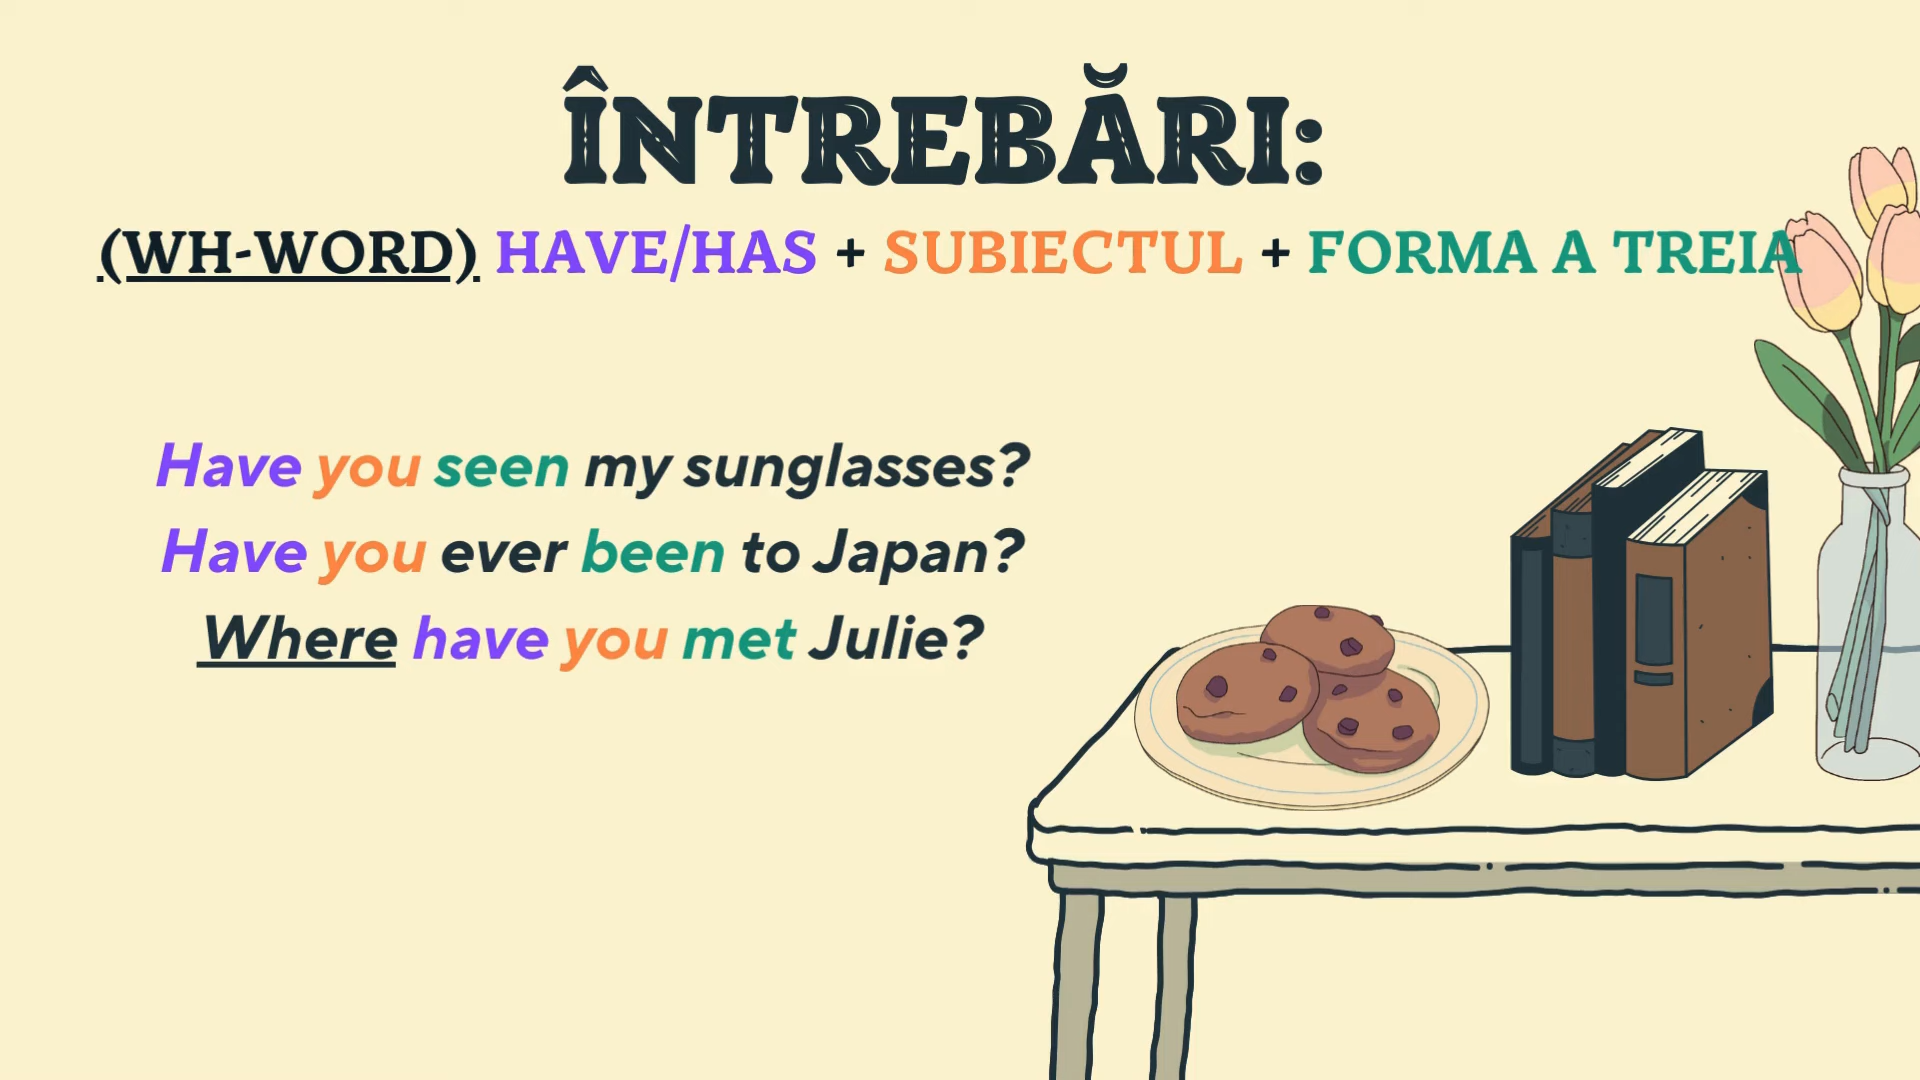 ÎNTREBĂRI:
(WH-WORD) HAVE/HAS + SUBIECTUL + FORMA A TREIA
Have you seen my sunglasses?
Have you ever been to Japan?
Where have you met Julie?